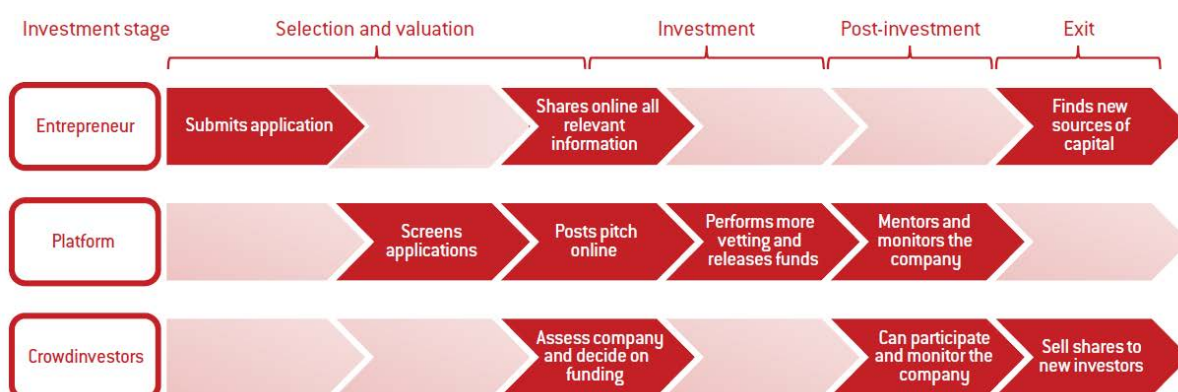 Investment stage
Selection and valuation
Investment
Post-investment
Exit
Entrepreneur
Submits application
Shares online all
relevant
information
Finds new
sources of
capital
Platform
Screens
applications
Posts pitch
online
Performs more
vetting and
releases funds
Mentors and
monitors the
company
Crowdinvestors
Assess company
and decide on
funding
Can participate
and monitor the
company
Sell shares to
new investors